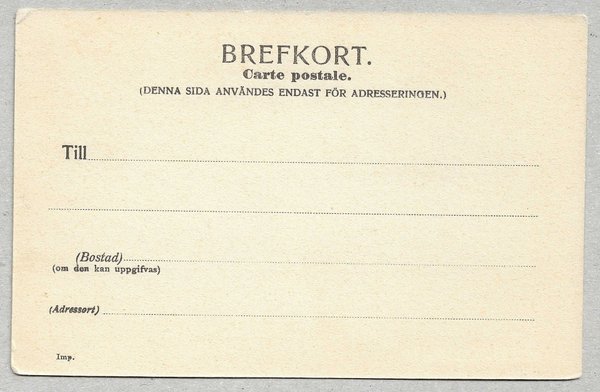 BREFKORT.
Carte postale.
(DENNA SIDA ANVÄNDES ENDAST FÖR ADRESSERINGEN.)
Till
(Bostad)
(om den kan uppgifvas)
(Adressort)
Imp.